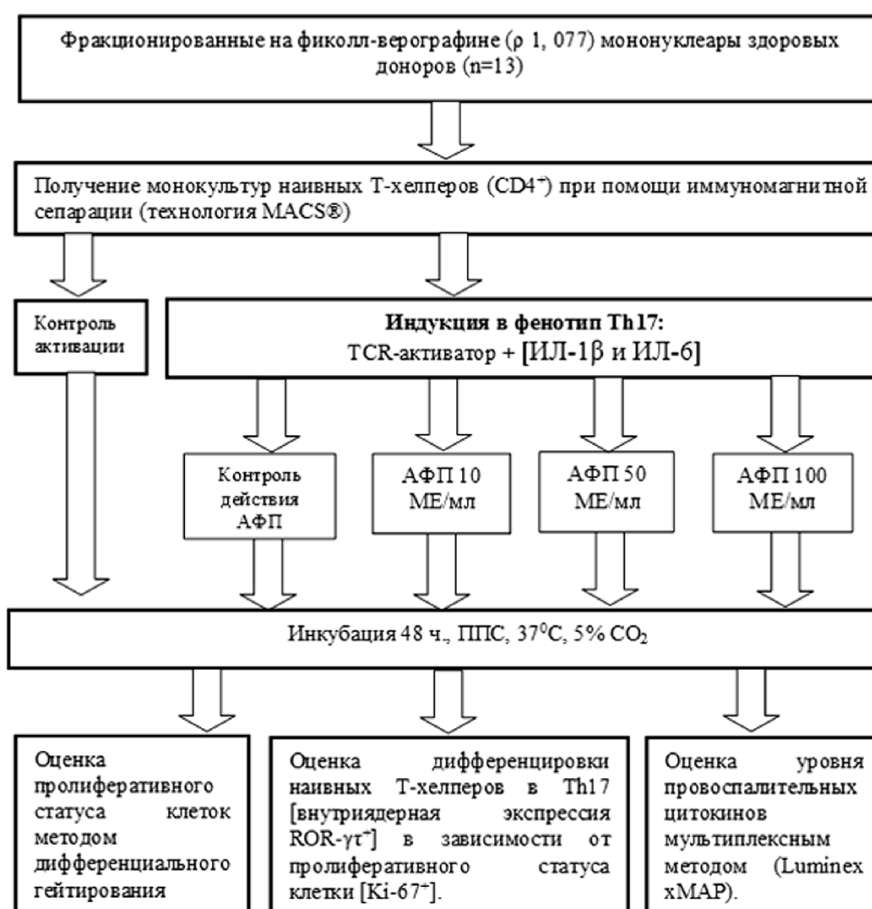 Фракционированные на фиколл-верографине (ρ 1, 077) мононуклеары здоровых
доноров (n=13)
Получение монокультур наивных Т-хелперов (CD4⁺) при помощи иммуномагнитной
сепарации (технология MACS®)
Контроль
активации
Индукция в фенотип Th17:
TCR-активатор + [ИЛ-1β и ИЛ-6]
Контроль
действия
АФП
АФП 10
МЕ/мл
АФП 50
МЕ/мл
АФП 100
МЕ/мл
Инкубация 48 ч., ППС, 37⁰С, 5% CO₂
Оценка
пролиферативного
статуса клеток
методом
дифференциального
гейтирования
Оценка дифференцировки
наивных Т-хелперов в Th17
[внутриядерная экспрессия
ROR-γτ⁺] в зависимости от
пролиферативного статуса
клетки [Ki-67⁺].
Оценка уровня
провоспалительных
цитокинов
мультиплексным
методом (Luminex
xMAP).